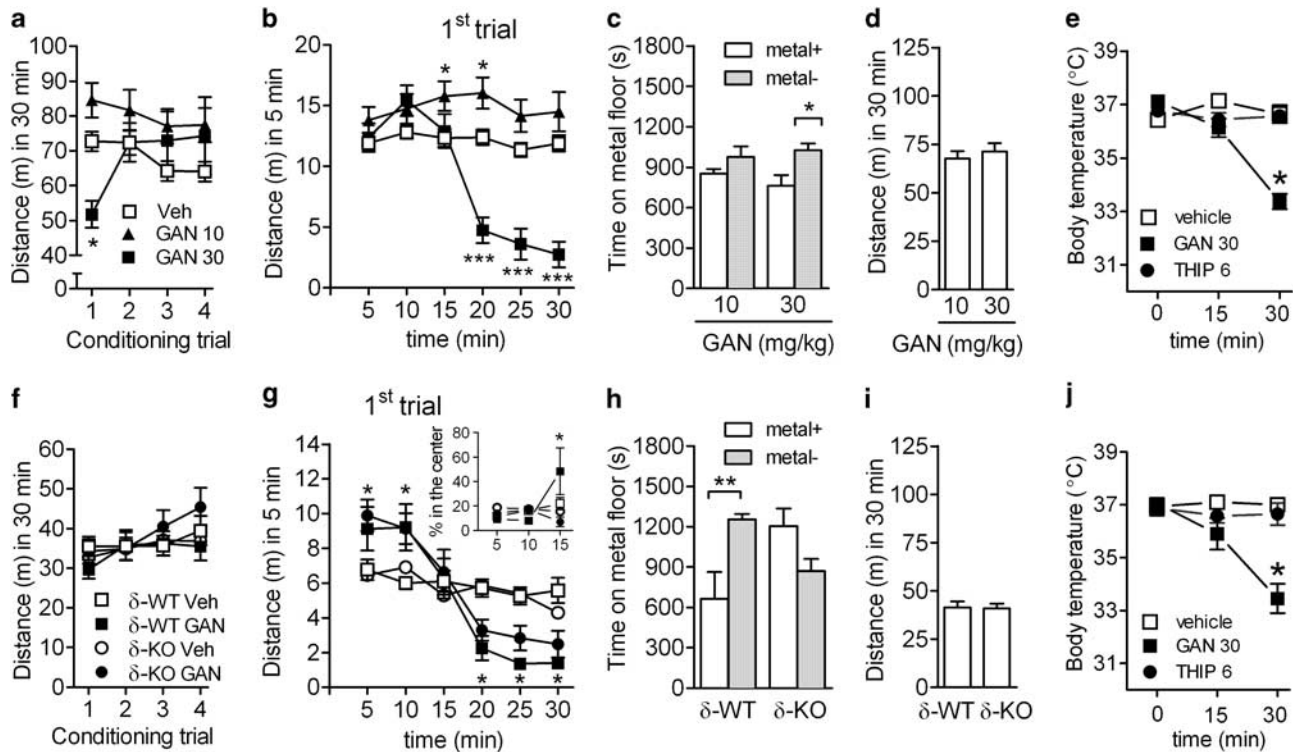 a
Distance (m) in 30 min
100
90
80
70
60
50
40
0
*
Veh
GAN 10
GAN 30
1 2 3 4
Conditioning trial
b
1st trial
Distance (m) in 5 min
20
15
10
5
0
* *
*** *** ***
5 10 15 20 25 30
time (min)
c
Time on metal floor (s)
1800
1500
1200
900
600
300
0
metal+
metal-
*
10 30
GAN (mg/kg)
d
Distance (m) in 30 min
125
100
75
50
25
0
10 30
GAN (mg/kg)
e
Body temperature (°C)
39
37
35
33
31
*
vehicle
GAN 30
THIP 6
0 15 30
time (min)
f
Distance (m) in 30 min
60
50
40
30
20
10
0
δ-WT Veh
δ-WT GAN
δ-KO Veh
δ-KO GAN
1 2 3 4
Conditioning trial
g
1st trial
Distance (m) in 5 min
14
12
10
8
6
4
2
0
* *
% in the center
80
60
40
20
0
*
5 10 15
* * *
5 10 15 20 25 30
time (min)
h
Time on metal floor (s)
1800
1500
1200
900
600
300
0
metal+
metal-
**
δ-WT δ-KO
i
Distance (m) in 30 min
125
100
75
50
25
0
δ-WT δ-KO
j
Body temperature (°C)
39
37
35
33
31
*
vehicle
GAN 30
THIP 6
0 15 30
time (min)